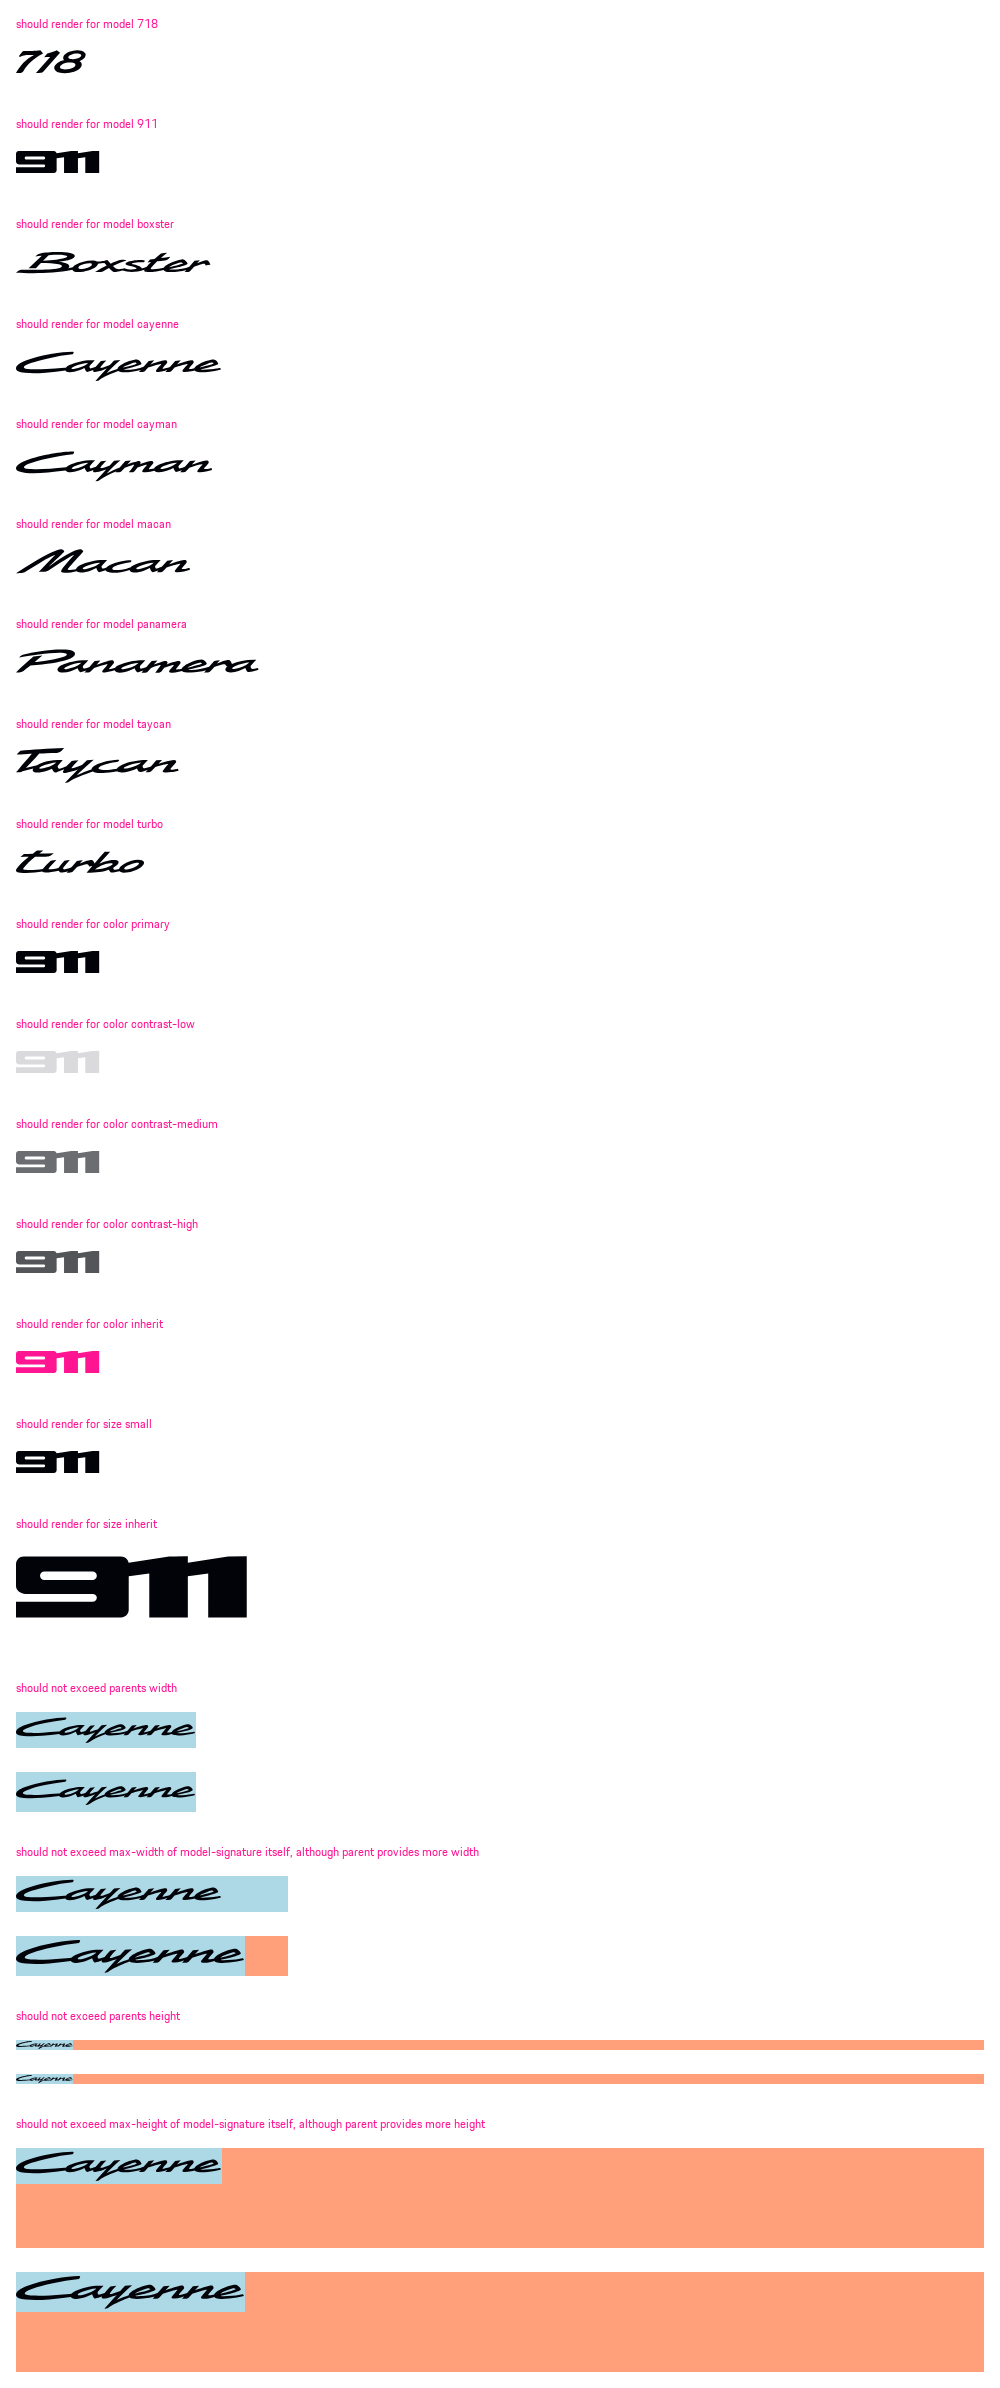 should render for model 718
718
should render for model 911
911
should render for model boxster
Boxster
should render for model cayenne
Cayenne
should render for model cayman
Cayman
should render for model macan
Macan
should render for model panamera
Panamera
should render for model taycan
Taycan
should render for model turbo
turbo
should render for color primary
911
should render for color contrast-low
911
should render for color contrast-medium
911
should render for color contrast-high
911
should render for color inherit
911
should render for size small
911
should render for size inherit
911
should not exceed parents width
Cayenne
Cayenne
should not exceed max-width of model-signature itself, although parent provides more width
Cayenne
Cayenne
should not exceed parents height
Cayenne
Cayenne
should not exceed max-height of model-signature itself, although parent provides more height
Cayenne
Cayenne